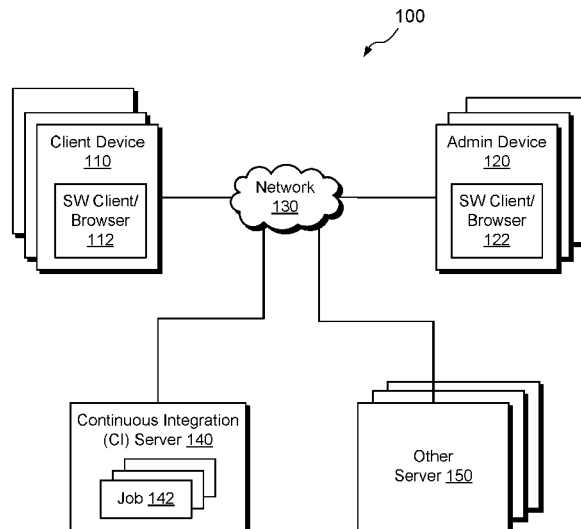 100
Client Device
110
SW Client/
Browser
112
Network
130
Admin Device
120
SW Client/
Browser
122
Continuous Integration
(CI) Server 140
Job 142
Other
Server 150